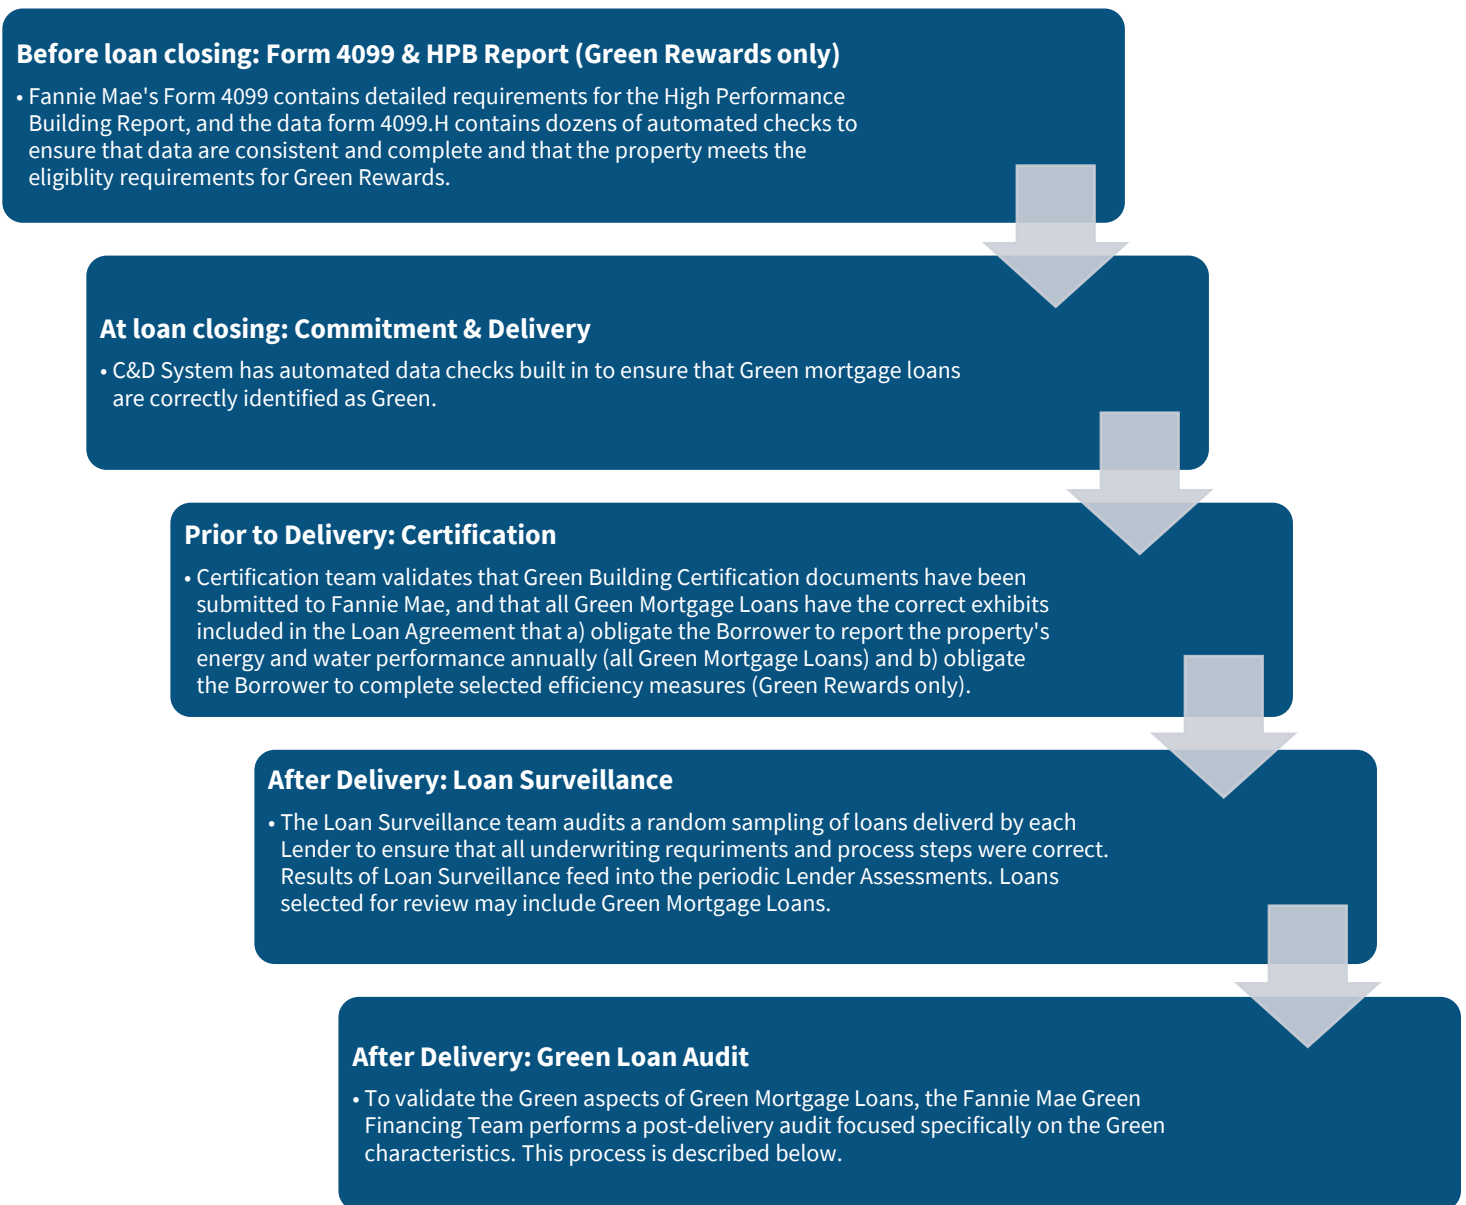 Before loan closing: Form 4099 & HPB Report (Green Rewards only)
• Fannie Mae's Form 4099 contains detailed requirements for the High Performance
Building Report, and the data form 4099.H contains dozens of automated checks to
ensure that data are consistent and complete and that the property meets the
eligiblity requirements for Green Rewards.
At loan closing: Commitment & Delivery
• C&D System has automated data checks built in to ensure that Green mortgage loans
are correctly identified as Green.
Prior to Delivery: Certification
• Certification team validates that Green Building Certification documents have been
submitted to Fannie Mae, and that all Green Mortgage Loans have the correct exhibits
included in the Loan Agreement that a) obligate the Borrower to report the property's
energy and water performance annually (all Green Mortgage Loans) and b) obligate
the Borrower to complete selected efficiency measures (Green Rewards only).
After Delivery: Loan Surveillance
• The Loan Surveillance team audits a random sampling of loans deliverd by each
Lender to ensure that all underwriting requriments and process steps were correct.
Results of Loan Surveillance feed into the periodic Lender Assessments. Loans
selected for review may include Green Mortgage Loans.
After Delivery: Green Loan Audit
• To validate the Green aspects of Green Mortgage Loans, the Fannie Mae Green
Financing Team performs a post-delivery audit focused specifically on the Green
characteristics. This process is described below.